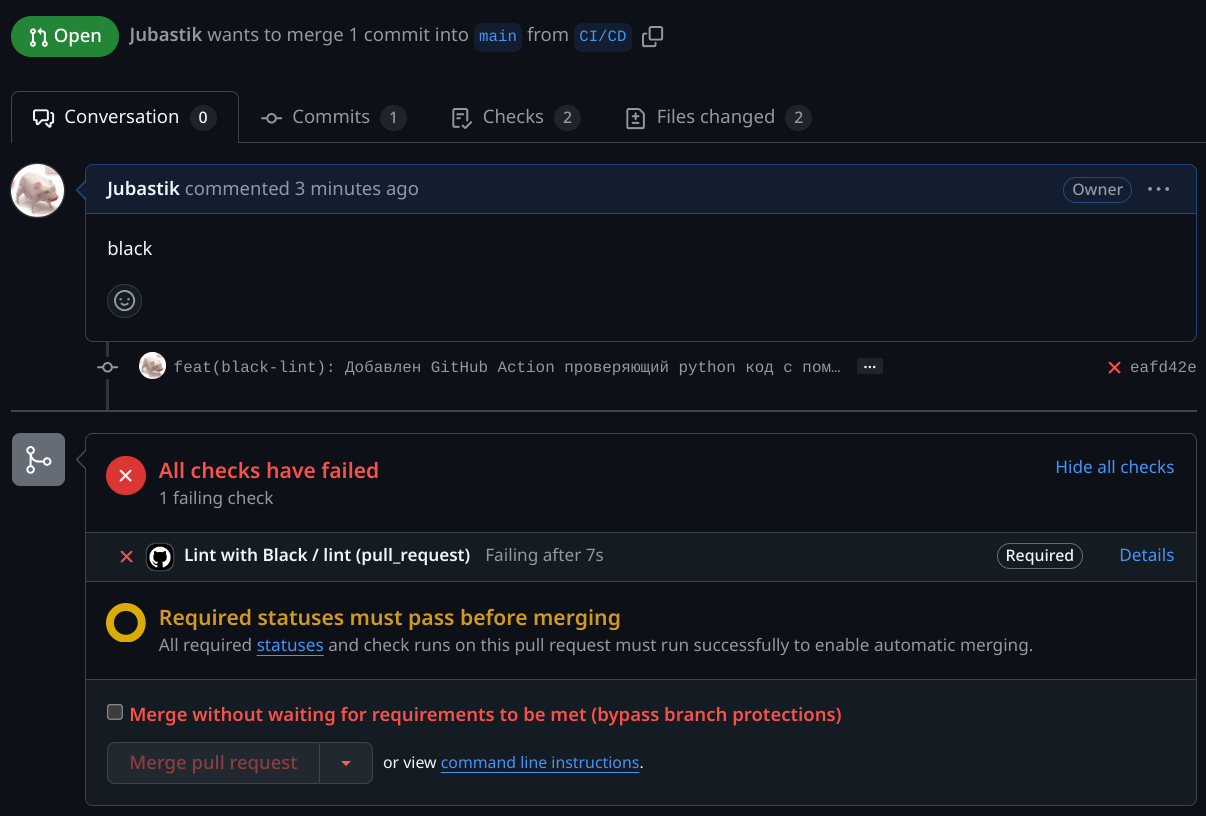 Open Jubastik wants to merge 1 commit into main from CI/CD
Conversation 0 Commits 1 Checks 2 Files changed 2
Jubastik commented 3 minutes ago Owner ...
black
feat(black-lint): Добавлен GitHub Action проверяющий python код с пом… ... eafd42e
All checks have failed Hide all checks
1 failing check
Lint with Black / lint (pull_request) Failing after 7s Required Details
Required statuses must pass before merging
All required statuses and check runs on this pull request must run successfully to enable automatic merging.
Merge without waiting for requirements to be met (bypass branch protections)
Merge pull request or view command line instructions.